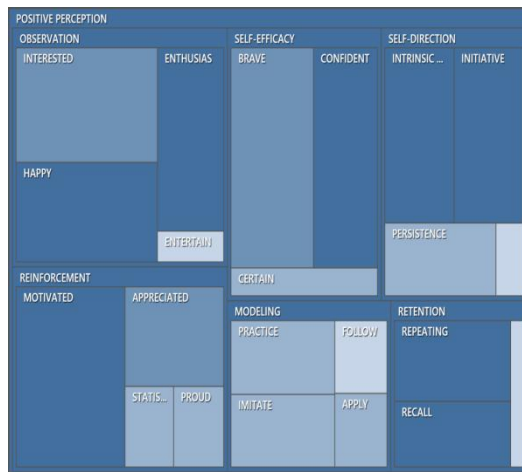 POSITIVE PERCEPTION
OBSERVATION
INTERESTED
ENTHUSIAS
HAPPY
ENTERTAIN
SELF-EFFICACY
BRAVE
CONFIDENT
CERTAIN
SELF-DIRECTION
INTRINSIC ...
INITIATIVE
PERSISTENCE
REINFORCEMENT
MOTIVATED
APPRECIATED
STATIS...
PROUD
MODELING
PRACTICE
FOLLOW
IMITATE
APPLY
RETENTION
REPEATING
RECALL